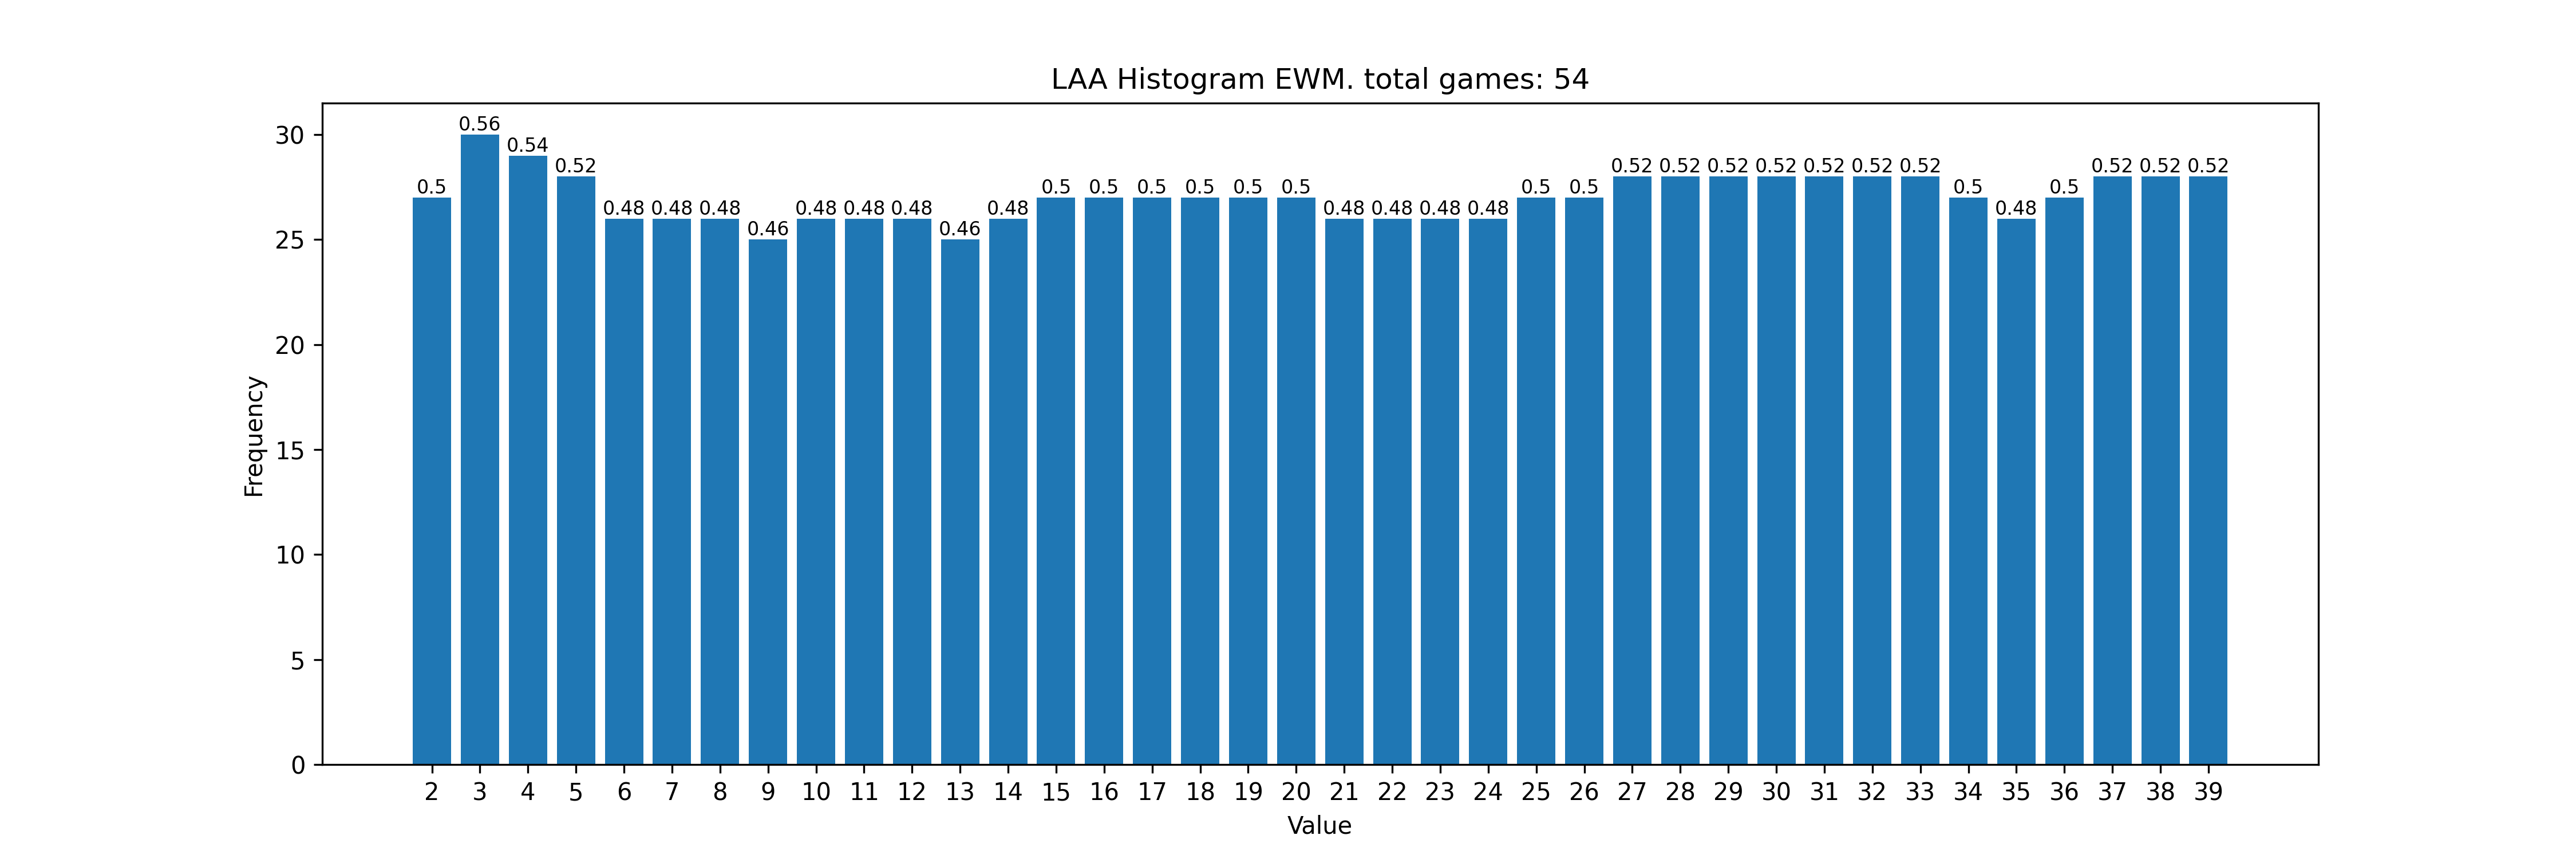 LAA Histogram EWM. total games: 54
0.5 0.56 0.54 0.52 0.48 0.48 0.48 0.46 0.48 0.48 0.48 0.46 0.48 0.5 0.5 0.5 0.5 0.5 0.5 0.48 0.48 0.48 0.48 0.5 0.5 0.52 0.52 0.52 0.52 0.52 0.52 0.52 0.5 0.48 0.5 0.52 0.52 0.52
30
25
20
15
10
5
0
Frequency
2 3 4 5 6 7 8 9 10 11 12 13 14 15 16 17 18 19 20 21 22 23 24 25 26 27 28 29 30 31 32 33 34 35 36 37 38 39
Value